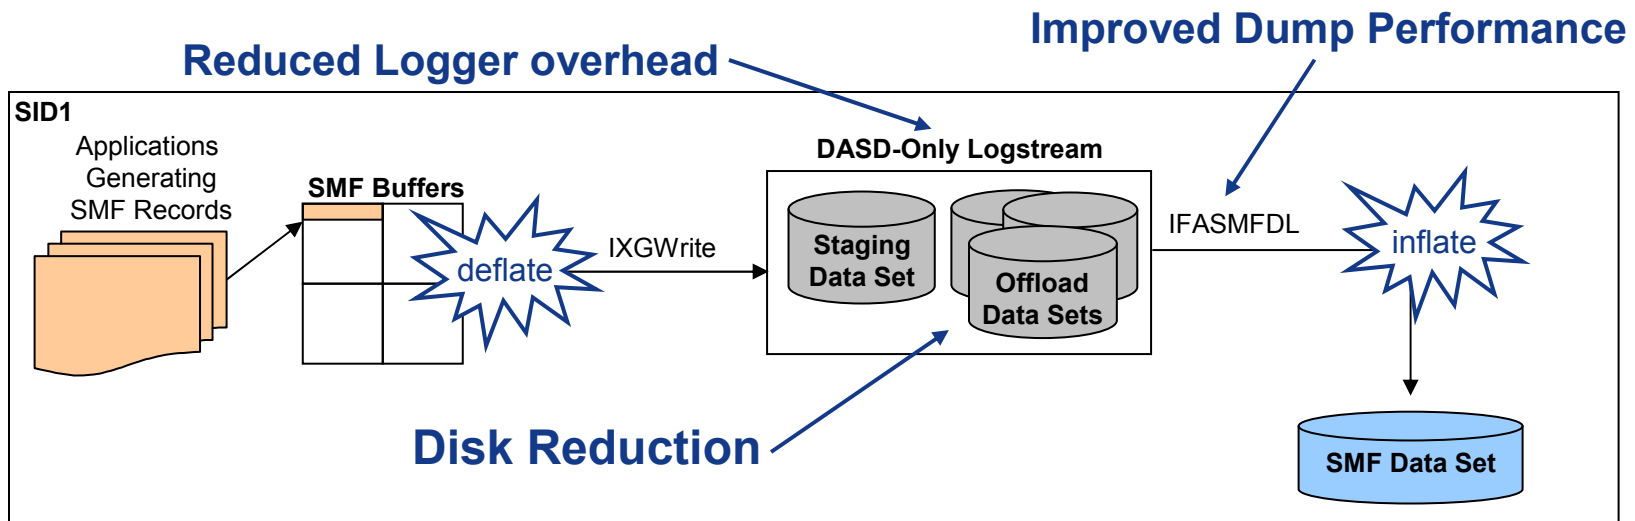 Improved Dump Performance
Reduced Logger overhead
SID1
Applications
Generating
SMF Records
SMF Buffers
deflate
IXGWrite
DASD-Only Logstream
Staging
Data Set
Offload
Data Sets
IFASMFDL
inflate
Disk Reduction
SMF Data Set